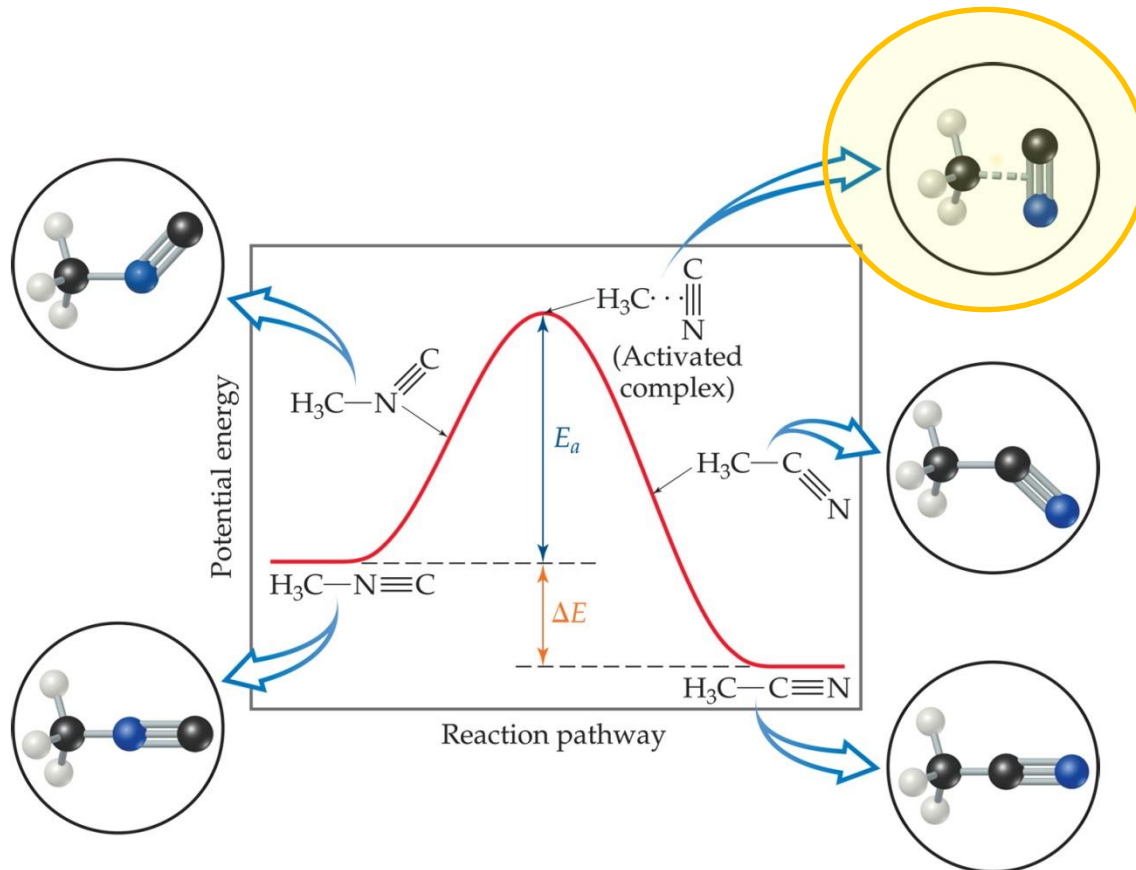 C
H₃C···|||
N
(Activated
complex)
C
H₃C—N
Eₐ
H₃C—C
N
Potential energy
H₃C—N≡C
ΔE
H₃C—C≡N
Reaction pathway